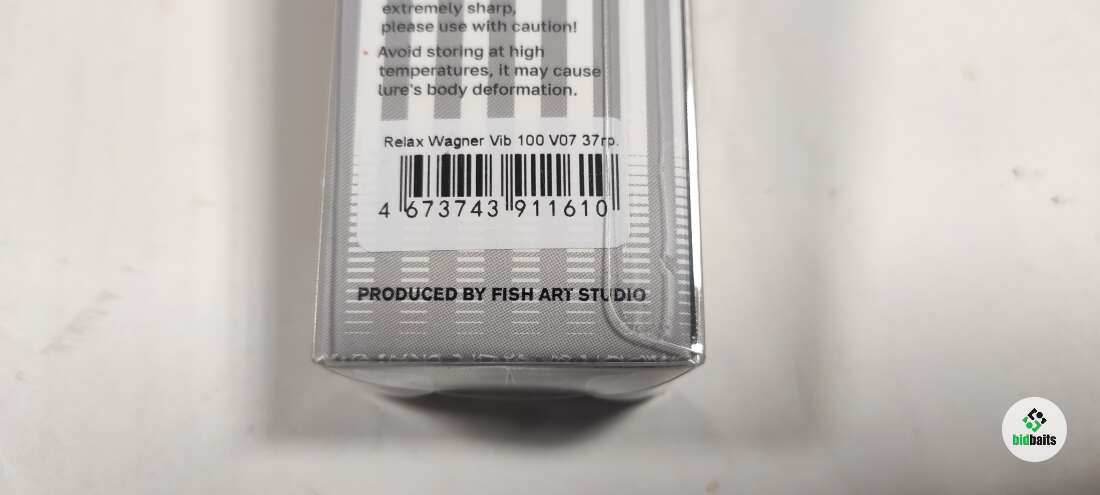 extremely sharp,
please use with caution!
Avoid storing at high
temperatures, it may cause
lure's body deformation.
Relax Wagner Vib 100 V07 37гр.
4 673743 911610
PRODUCED BY FISH ART STUDIO
bidbaits